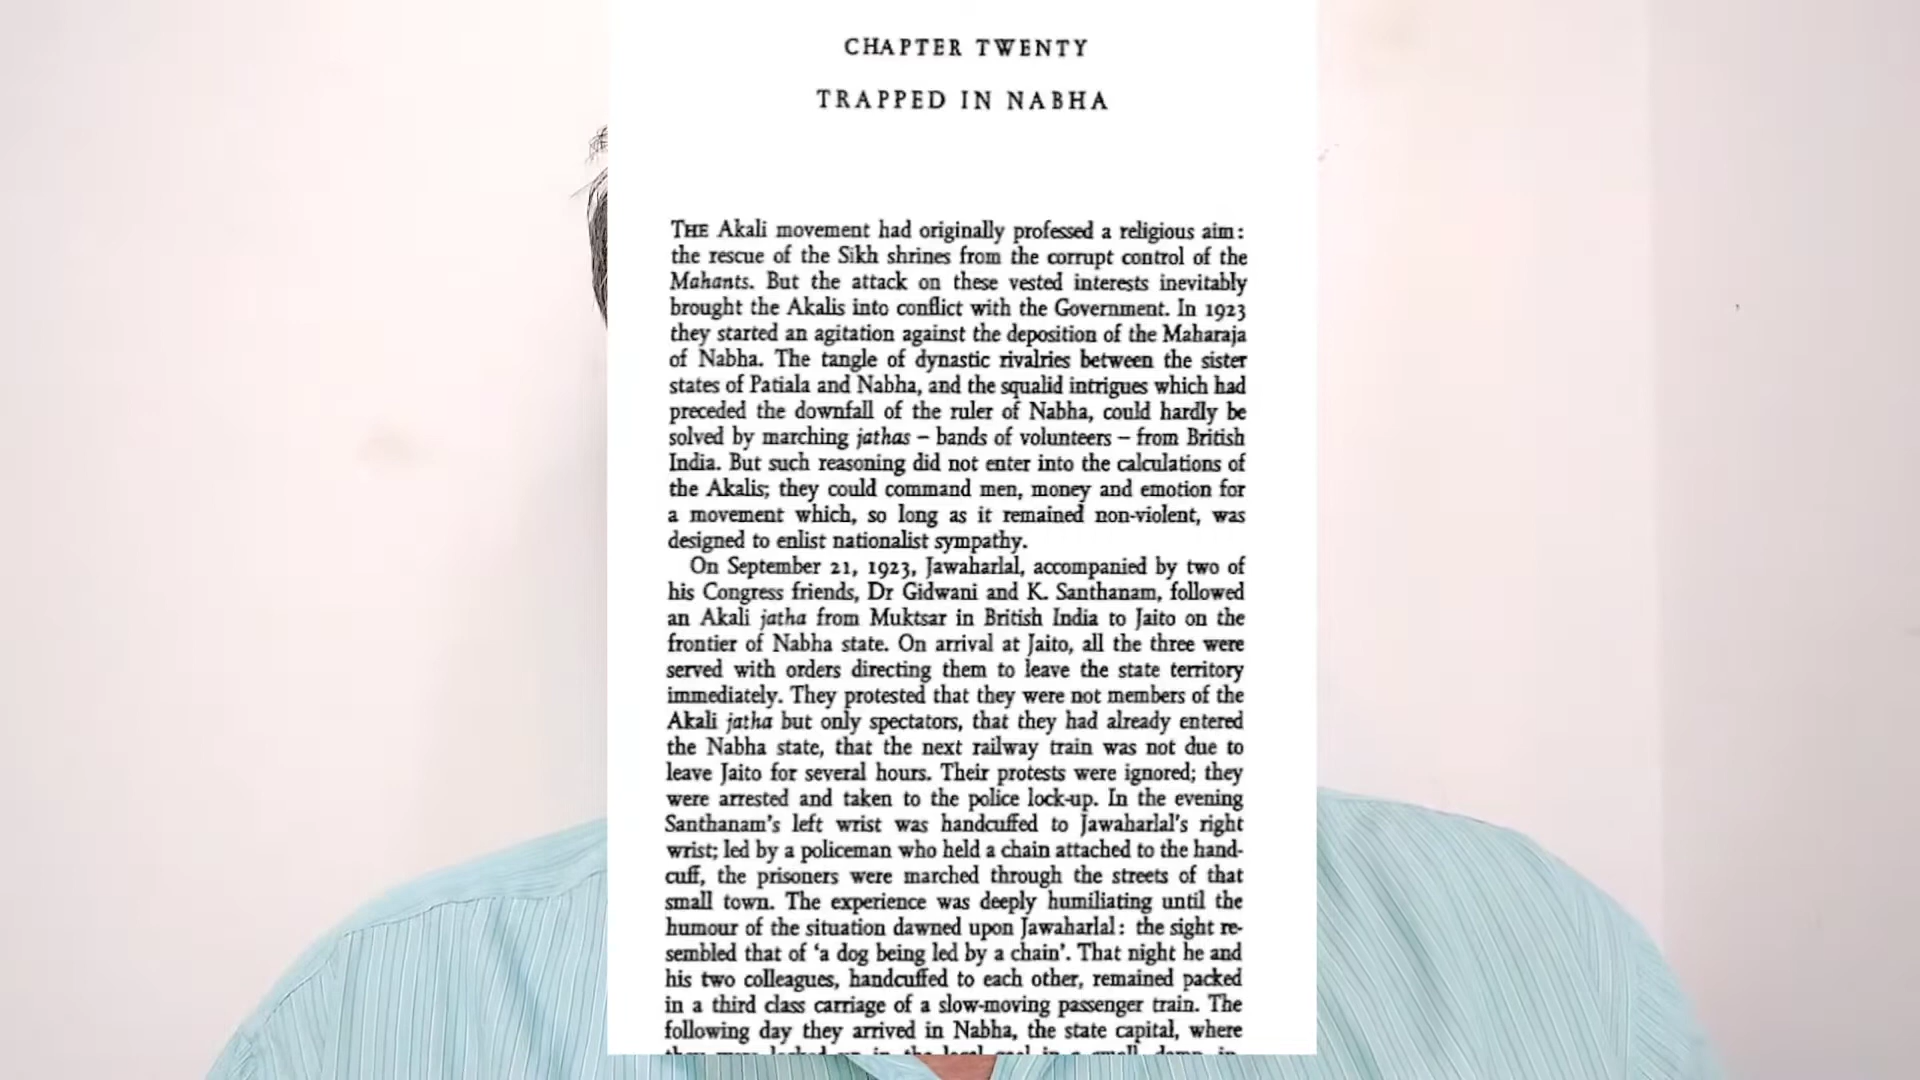 CHAPTER TWENTY
TRAPPED IN NABHA
THE Akali movement had originally professed a religious aim:
the rescue of the Sikh shrines from the corrupt control of the
Mahants. But the attack on these vested interests inevitably
brought the Akalis into conflict with the Government. In 1923
they started an agitation against the deposition of the Maharaja
of Nabha. The tangle of dynastic rivalries between the sister
states of Patiala and Nabha, and the squalid intrigues which had
preceded the downfall of the ruler of Nabha, could hardly be
solved by marching jathas – bands of volunteers – from British
India. But such reasoning did not enter into the calculations of
the Akalis; they could command men, money and emotion for
a movement which, so long as it remained non-violent, was
designed to enlist nationalist sympathy.
On September 21, 1923, Jawaharlal, accompanied by two of
his Congress friends, Dr Gidwani and K. Santhanam, followed
an Akali jatha from Muktsar in British India to Jaito on the
frontier of Nabha state. On arrival at Jaito, all the three were
served with orders directing them to leave the state territory
immediately. They protested that they were not members of the
Akali jatha but only spectators, that they had already entered
the Nabha state, that the next railway train was not due to
leave Jaito for several hours. Their protests were ignored; they
were arrested and taken to the police lock-up. In the evening
Santhanam's left wrist was handcuffed to Jawaharlal's right
wrist; led by a policeman who held a chain attached to the hand-
cuff, the prisoners were marched through the streets of that
small town. The experience was deeply humiliating until the
humour of the situation dawned upon Jawaharlal: the sight re-
sembled that of 'a dog being led by a chain'. That night he and
his two colleagues, handcuffed to each other, remained packed
in a third class carriage of a slow-moving passenger train. The
following day they arrived in Nabha, the state capital, where